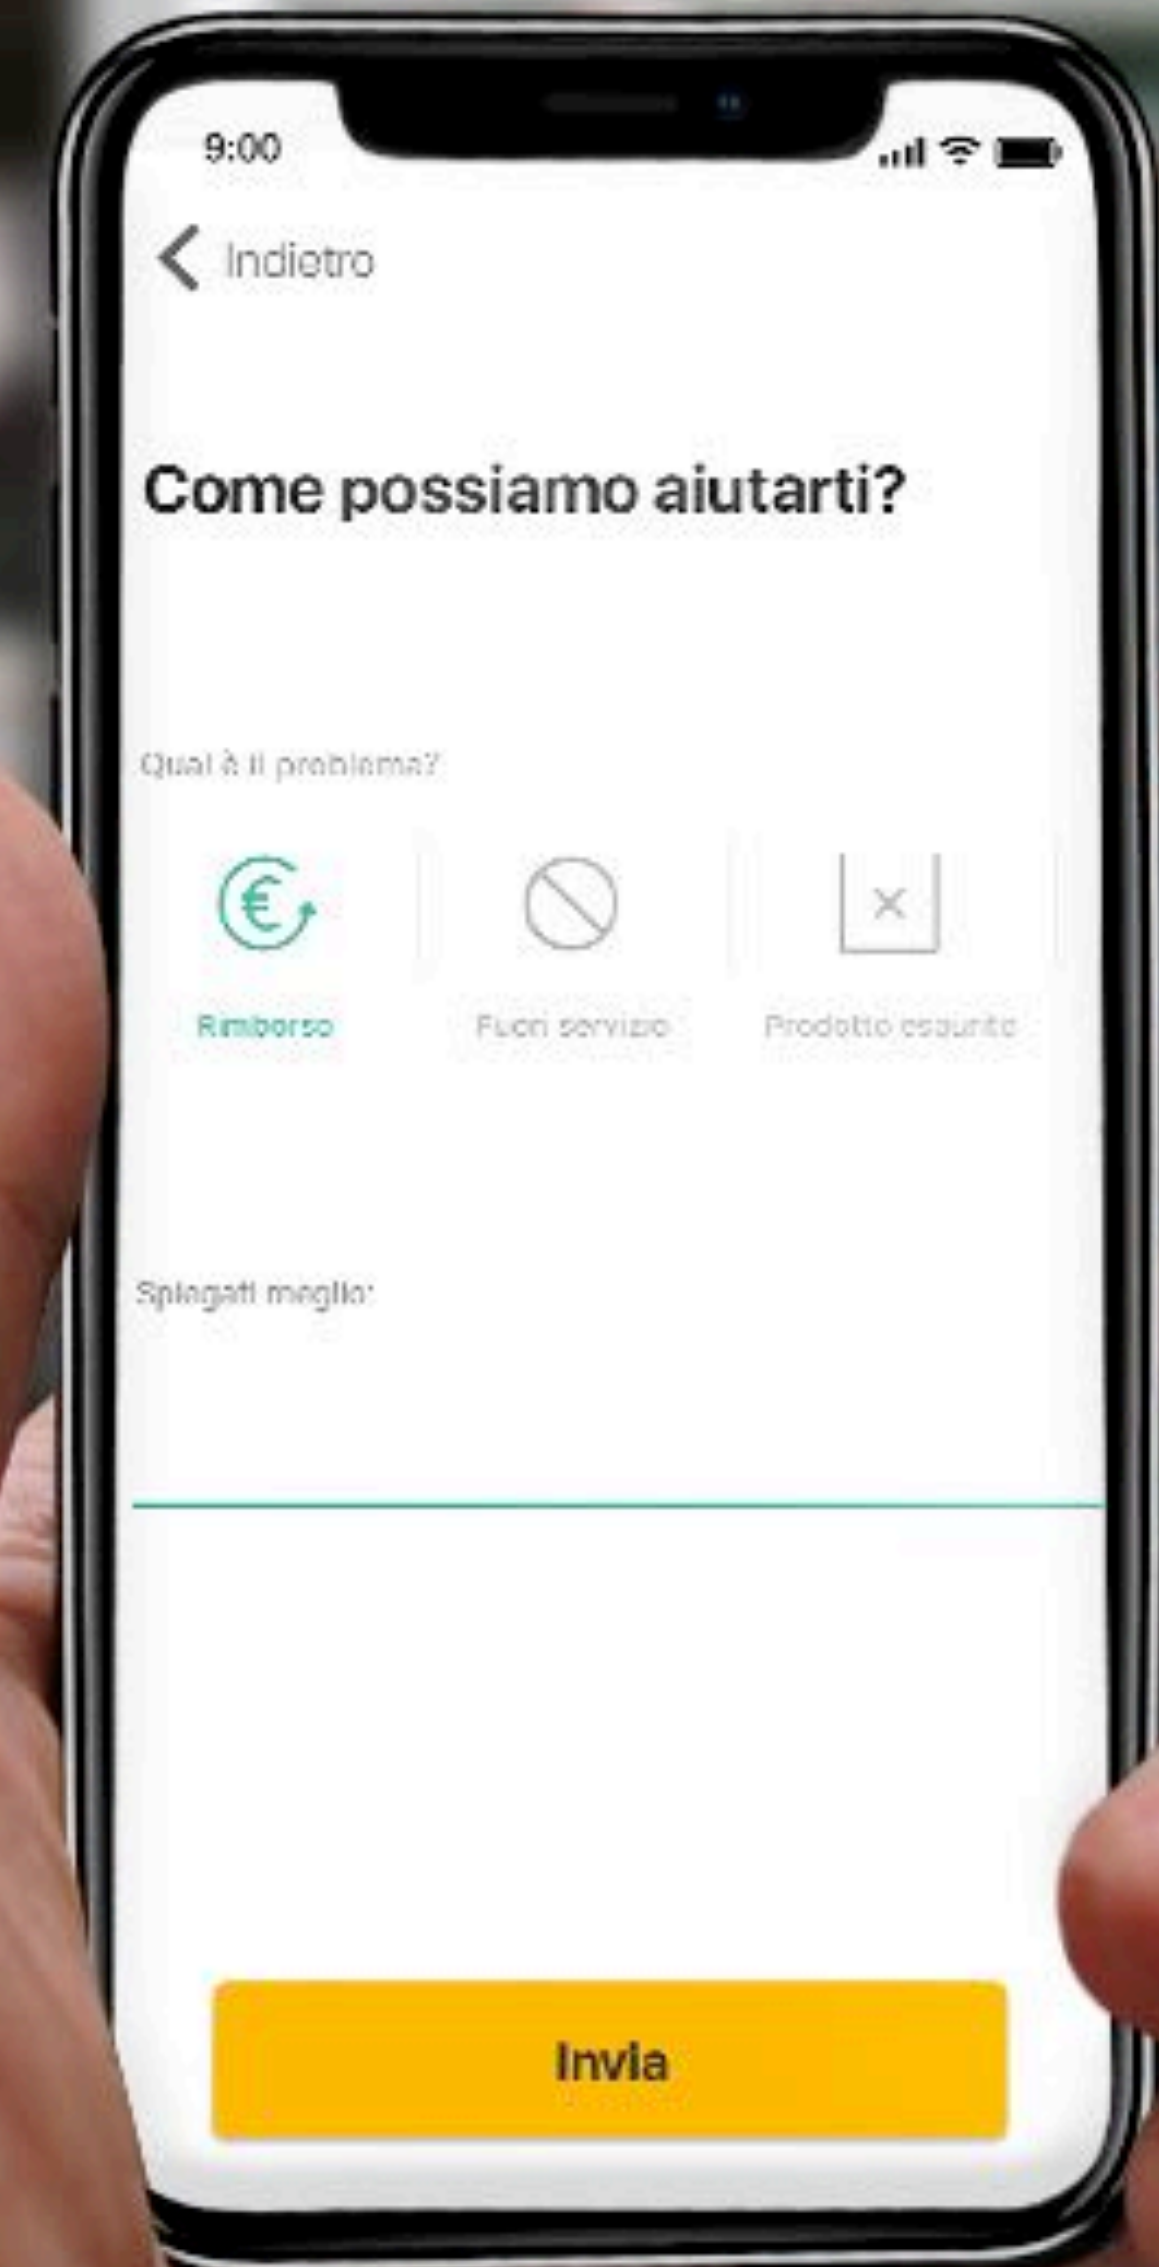 9:00
Indietro
Come possiamo aiutarti?
Qual è il problema?
Rimborso
Fuori servizio
Prodotto esaurito
Spiegati meglio:
Invia